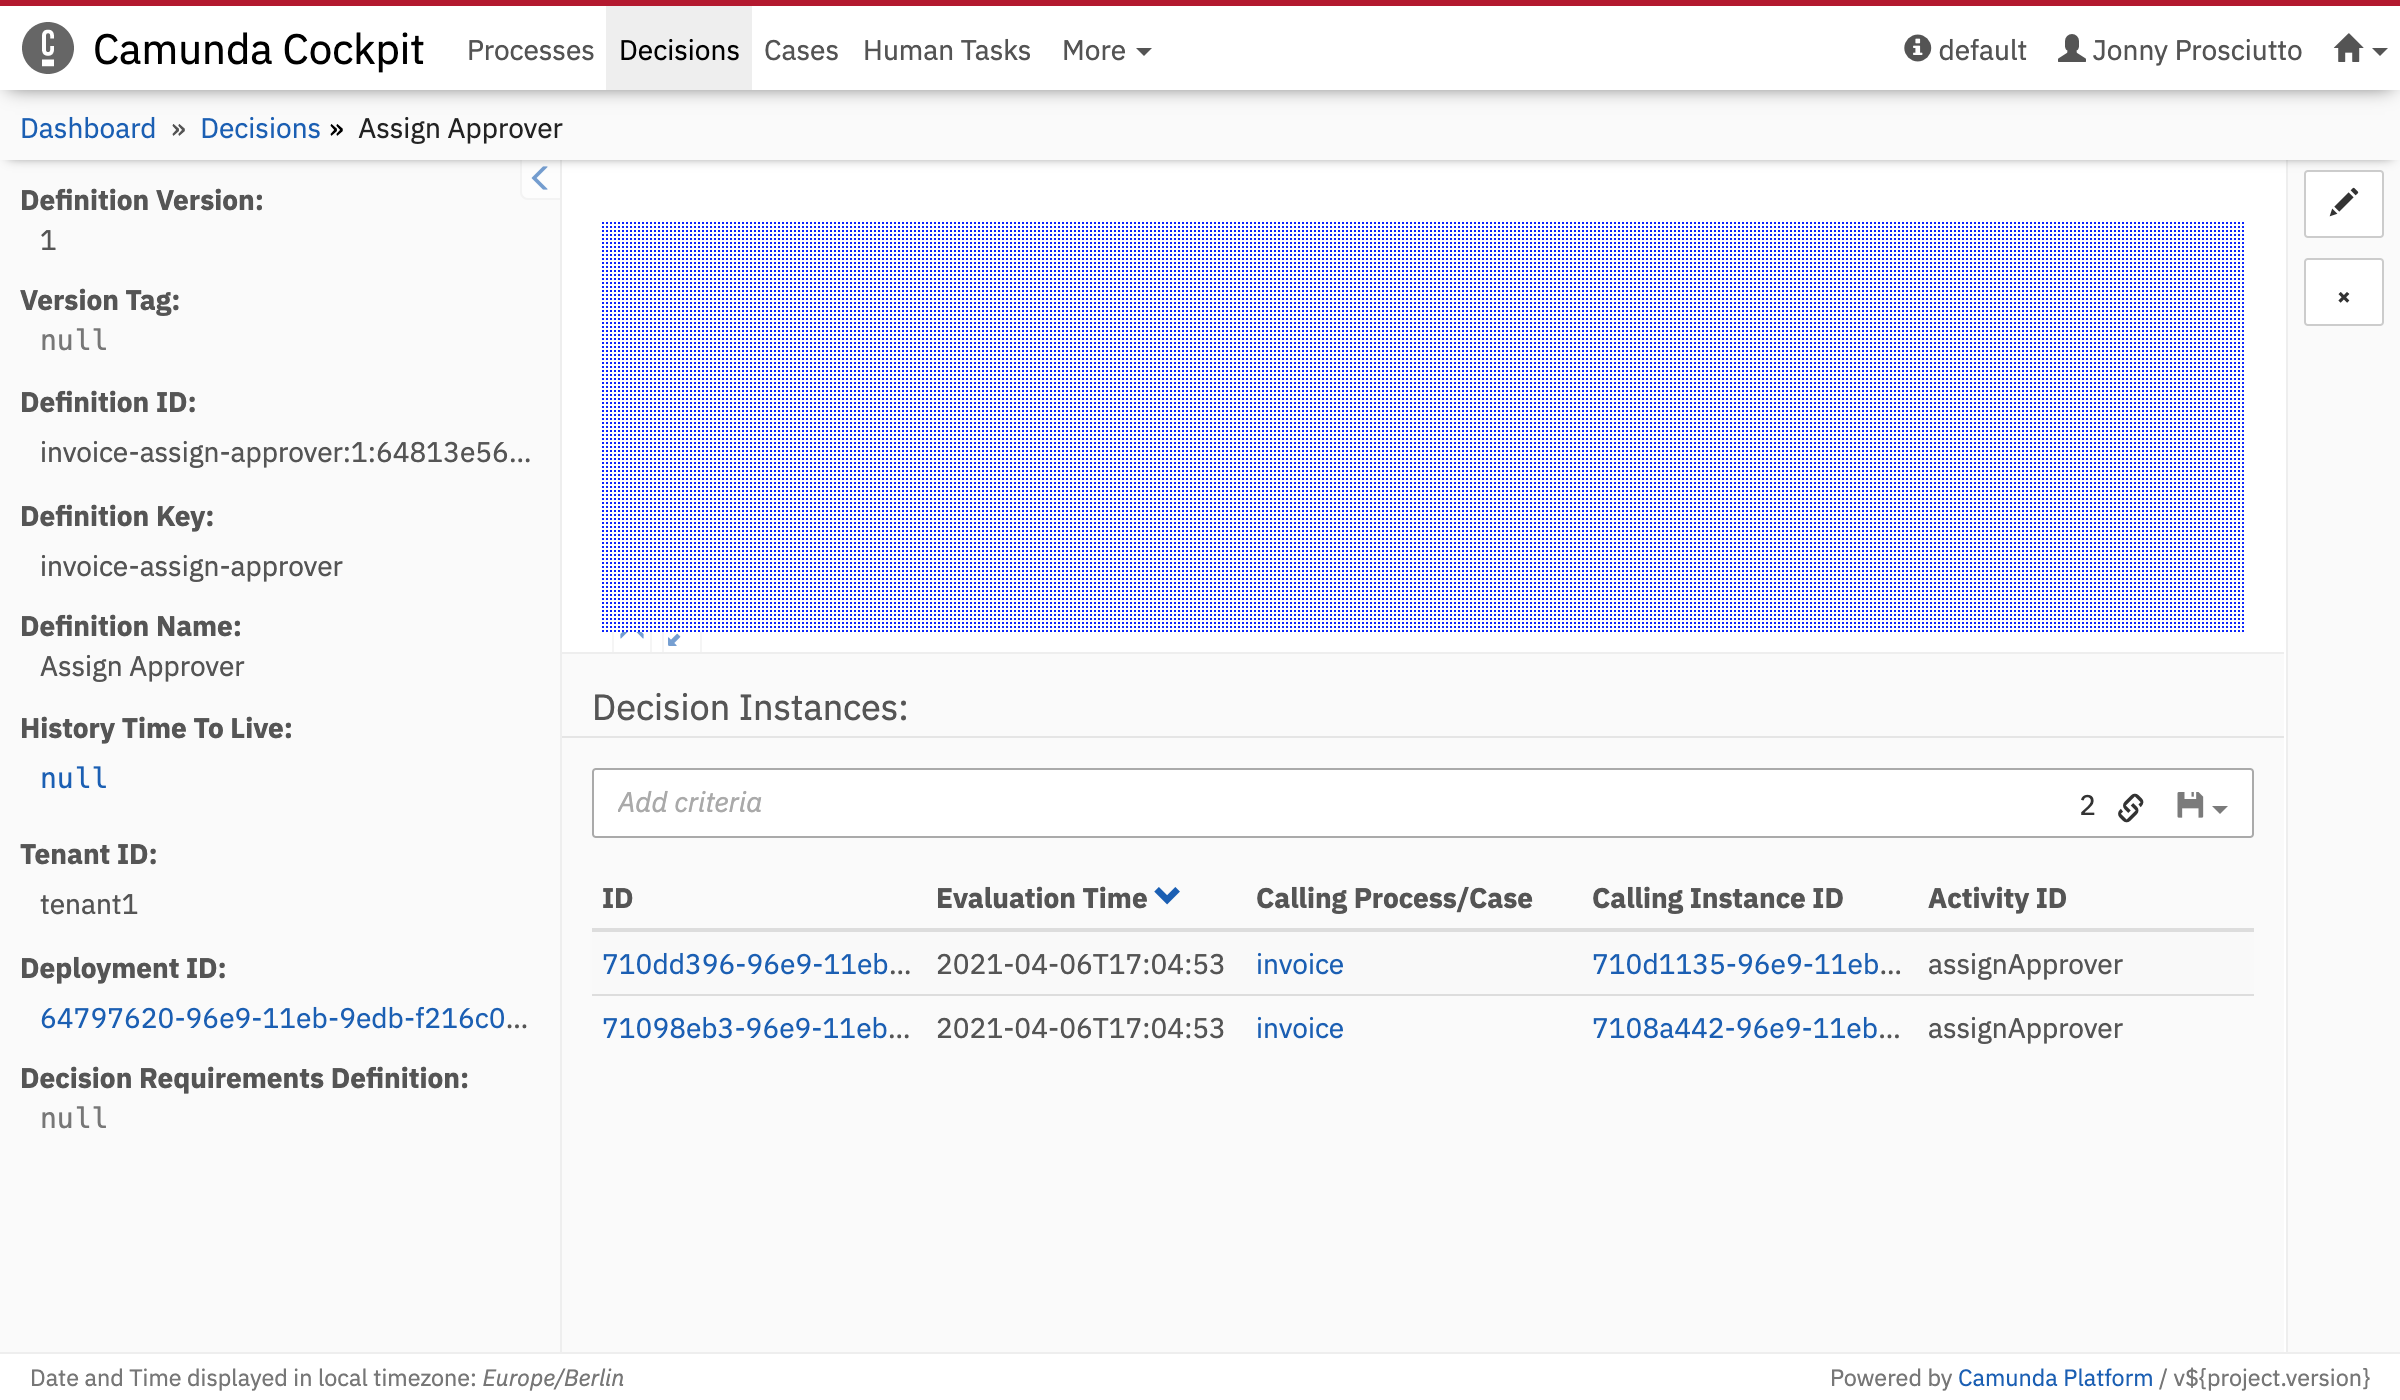 Camunda Cockpit Processes Decisions Cases Human Tasks More default Jonny Prosciutto
Dashboard » Decisions » Assign Approver
Definition Version:
1
Version Tag:
null
Definition ID:
invoice-assign-approver:1:64813e56...
Definition Key:
invoice-assign-approver
Definition Name:
Assign Approver
History Time To Live:
null
Tenant ID:
tenant1
Deployment ID:
64797620-96e9-11eb-9edb-f216c0...
Decision Requirements Definition:
null
Decision Instances:
Add criteria 2
ID Evaluation Time Calling Process/Case Calling Instance ID Activity ID
710dd396-96e9-11eb... 2021-04-06T17:04:53 invoice 710d1135-96e9-11eb... assignApprover
71098eb3-96e9-11eb... 2021-04-06T17:04:53 invoice 7108a442-96e9-11eb... assignApprover
Date and Time displayed in local timezone: Europe/Berlin
Powered by Camunda Platform / v${project.version}